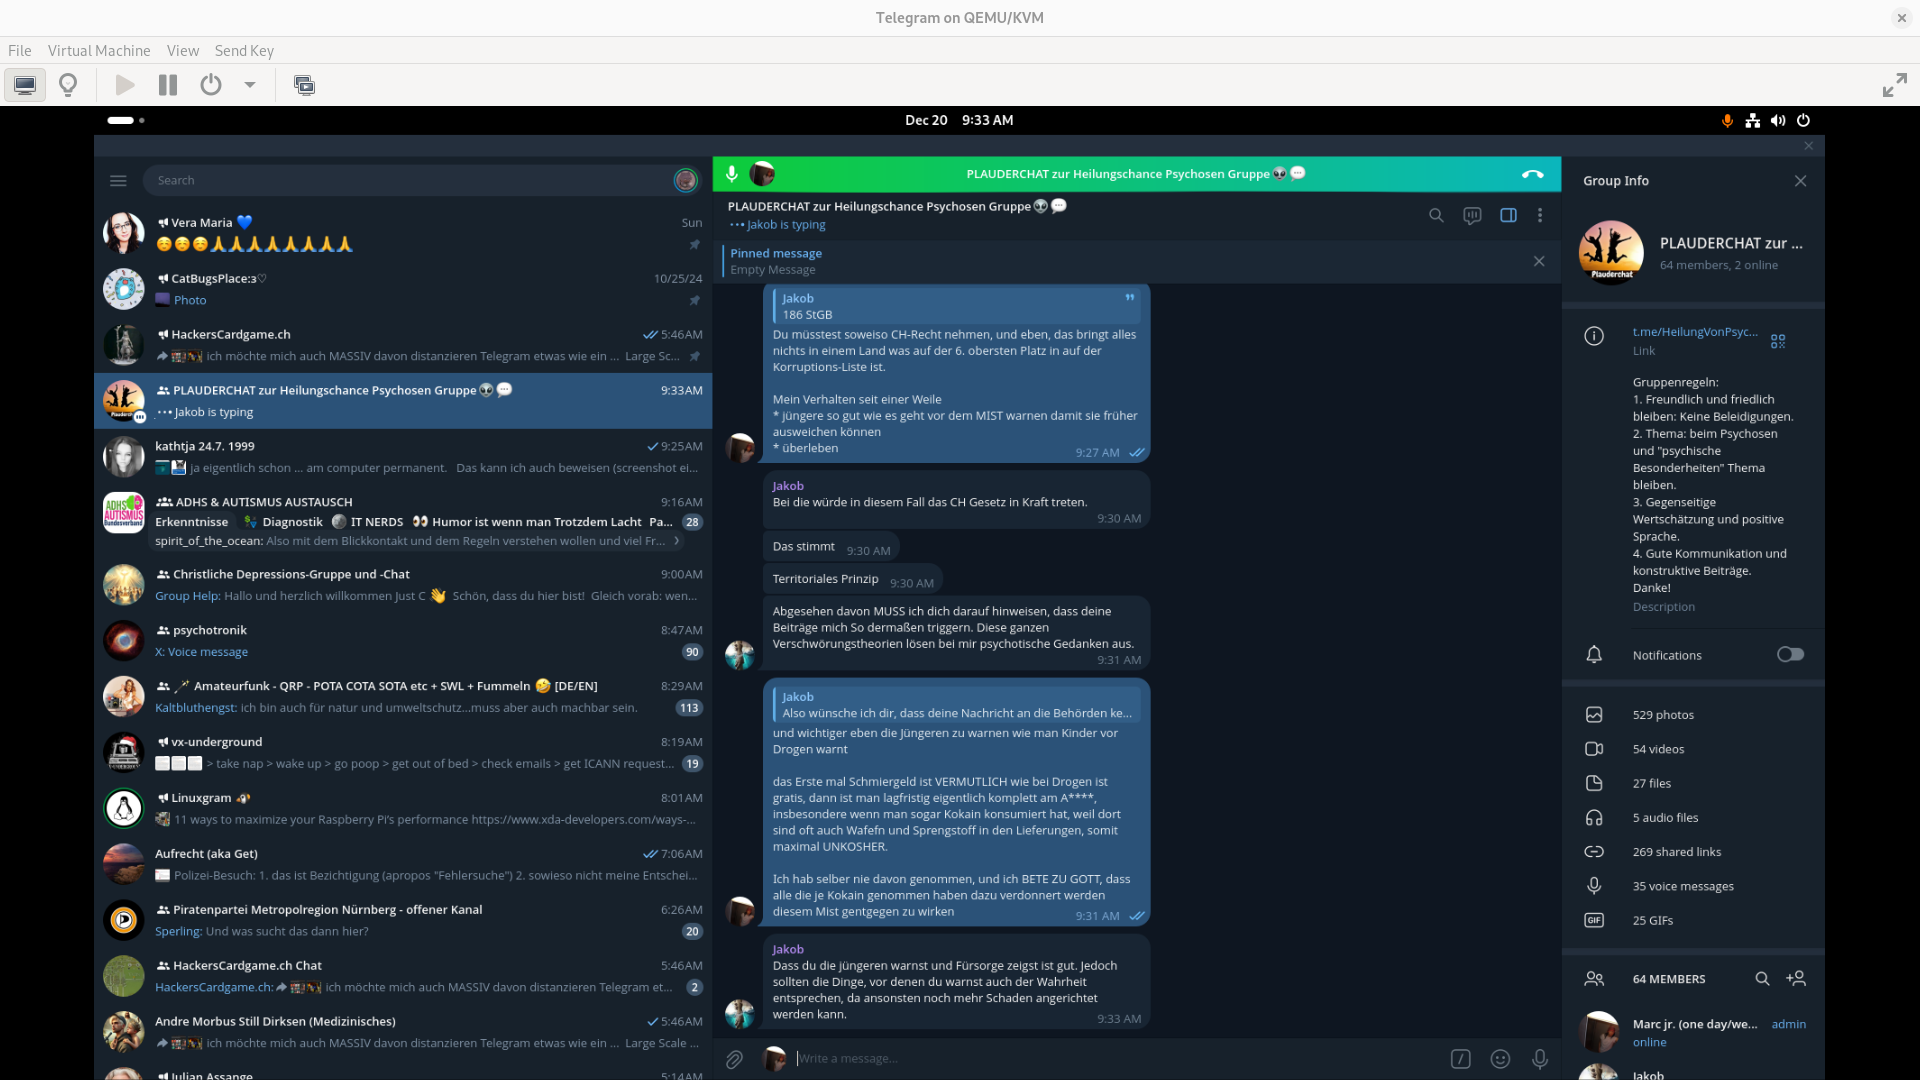 Telegram on QEMU/KVM
File Virtual Machine View Send Key
Dec 20 9:33 AM
Search
Vera Maria 💙 Sun
☺️☺️☺️🙏🙏🙏🙏🙏🙏🙏🙏
CatBugsPlace:з♡ 10/25/24
Photo
HackersCardgame.ch 5:46AM
ich möchte mich auch MASSIV davon distanzieren Telegram etwas wie ein ... Large Sc...
PLAUDERCHAT zur Heilungschance Psychosen Gruppe👽💬 9:33AM
Jakob is typing
kathtja 24.7. 1999 9:25AM
ja eigentlich schon ... am computer permanent. Das kann ich auch beweisen (screenshot ei...
ADHS & AUTISMUS AUSTAUSCH 9:16AM
ADHS AUTISMUS Bundesverband
Erkenntnisse Diagnostik IT NERDS 👀 Humor ist wenn man Trotzdem Lacht Pa... 28
spirit_of_the_ocean: Also mit dem Blickkontakt und dem Regeln verstehen wollen und viel Fr...
Christliche Depressions-Gruppe und -Chat 9:00AM
Group Help: Hallo und herzlich willkommen Just C 👋 Schön, dass du hier bist! Gleich vorab: wen...
psychotronik 8:47AM
X: Voice message 90
Amateurfunk - QRP - POTA COTA SOTA etc + SWL + Fummeln 🤣 [DE/EN] 8:29AM
Kaltbluthengst: ich bin auch für natur und umweltschutz...muss aber auch machbar sein. 113
vx-underground 8:19AM
> take nap > wake up > go poop > get out of bed > check emails > get ICANN request... 19
Linuxgram 8:01AM
11 ways to maximize your Raspberry Pi's performance https://www.xda-developers.com/ways-...
Aufrecht (aka Get) 7:06AM
Polizei-Besuch: 1. das ist Bezichtigung (apropos "Fehlersuche") 2. sowieso nicht meine Entschei...
Piratenpartei Metropolregion Nürnberg - offener Kanal 6:26AM
Sperling: Und was sucht das dann hier? 20
HackersCardgame.ch Chat 5:46AM
HackersCardgame.ch: ich möchte mich auch MASSIV davon distanzieren Telegram et... 2
Andre Morbus Still Dirksen (Medizinisches) 5:46AM
ich möchte mich auch MASSIV davon distanzieren Telegram etwas wie ein ... Large Scale ...
Julian Assange 5:14AM
PLAUDERCHAT zur Heilungschance Psychosen Gruppe👽💬
PLAUDERCHAT zur Heilungschance Psychosen Gruppe👽💬
Jakob is typing
Pinned message
Empty Message
Jakob
186 StGB
Du müsstest soweiso CH-Recht nehmen, und eben, das bringt alles
nichts in einem Land was auf der 6. obersten Platz in auf der
Korruptions-Liste ist.
Mein Verhalten seit einer Weile
* jüngere so gut wie es geht vor dem MIST warnen damit sie früher
ausweichen können
* überleben
9:27 AM
Jakob
Bei die würde in diesem Fall das CH Gesetz in Kraft treten.
9:30 AM
Das stimmt 9:30 AM
Territoriales Prinzip 9:30 AM
Abgesehen davon MUSS ich dich darauf hinweisen, dass deine
Beiträge mich So dermaßen triggern. Diese ganzen
Verschwörungstheorien lösen bei mir psychotische Gedanken aus.
9:31 AM
Jakob
Also wünsche ich dir, dass deine Nachricht an die Behörden ke...
und wichtiger eben die Jüngeren zu warnen wie man Kinder vor
Drogen warnt
das Erste mal Schmiergeld ist VERMUTLICH wie bei Drogen ist
gratis, dann ist man lagfristig eigentlich komplett am A****,
insbesondere wenn man sogar Kokain konsumiert hat, weil dort
sind oft auch Wafefn und Sprengstoff in den Lieferungen, somit
maximal UNKOSHER.
Ich hab selber nie davon genommen, und ich BETE ZU GOTT, dass
alle die je Kokain genommen haben dazu verdonnert werden
diesem Mist gentgegen zu wirken
9:31 AM
Jakob
Dass du die jüngeren warnst und Fürsorge zeigst ist gut. Jedoch
sollten die Dinge, vor denen du warnst auch der Wahrheit
entsprechen, da ansonsten noch mehr Schaden angerichtet
werden kann.
9:33 AM
Write a message...
Group Info
Plauderchat
PLAUDERCHAT zur ...
64 members, 2 online
t.me/HeilungVonPsyc...
Link
Gruppenregeln:
1. Freundlich und friedlich
bleiben: Keine Beleidigungen.
2. Thema: beim Psychosen
und "psychische
Besonderheiten" Thema
bleiben.
3. Gegenseitige
Wertschätzung und positive
Sprache.
4. Gute Kommunikation und
konstruktive Beiträge.
Danke!
Description
Notifications
529 photos
54 videos
27 files
5 audio files
269 shared links
35 voice messages
GIF 25 GIFs
64 MEMBERS
Marc jr. (one day/we... admin
online
Jakob